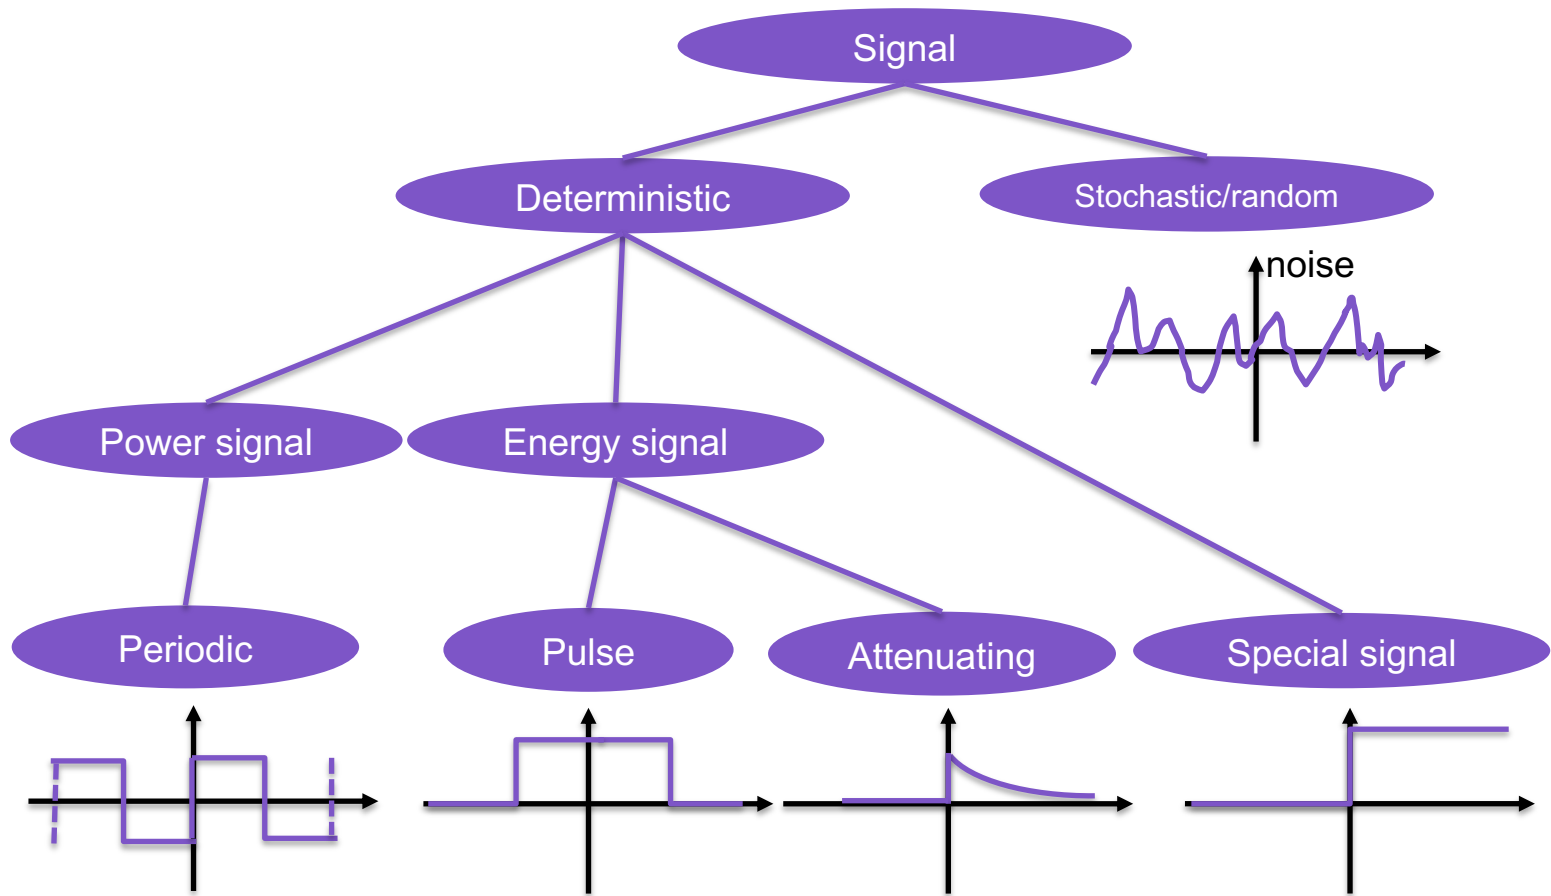 Signal
Deterministic
Stochastic/random
noise
Power signal
Energy signal
Periodic
Pulse
Attenuating
Special signal